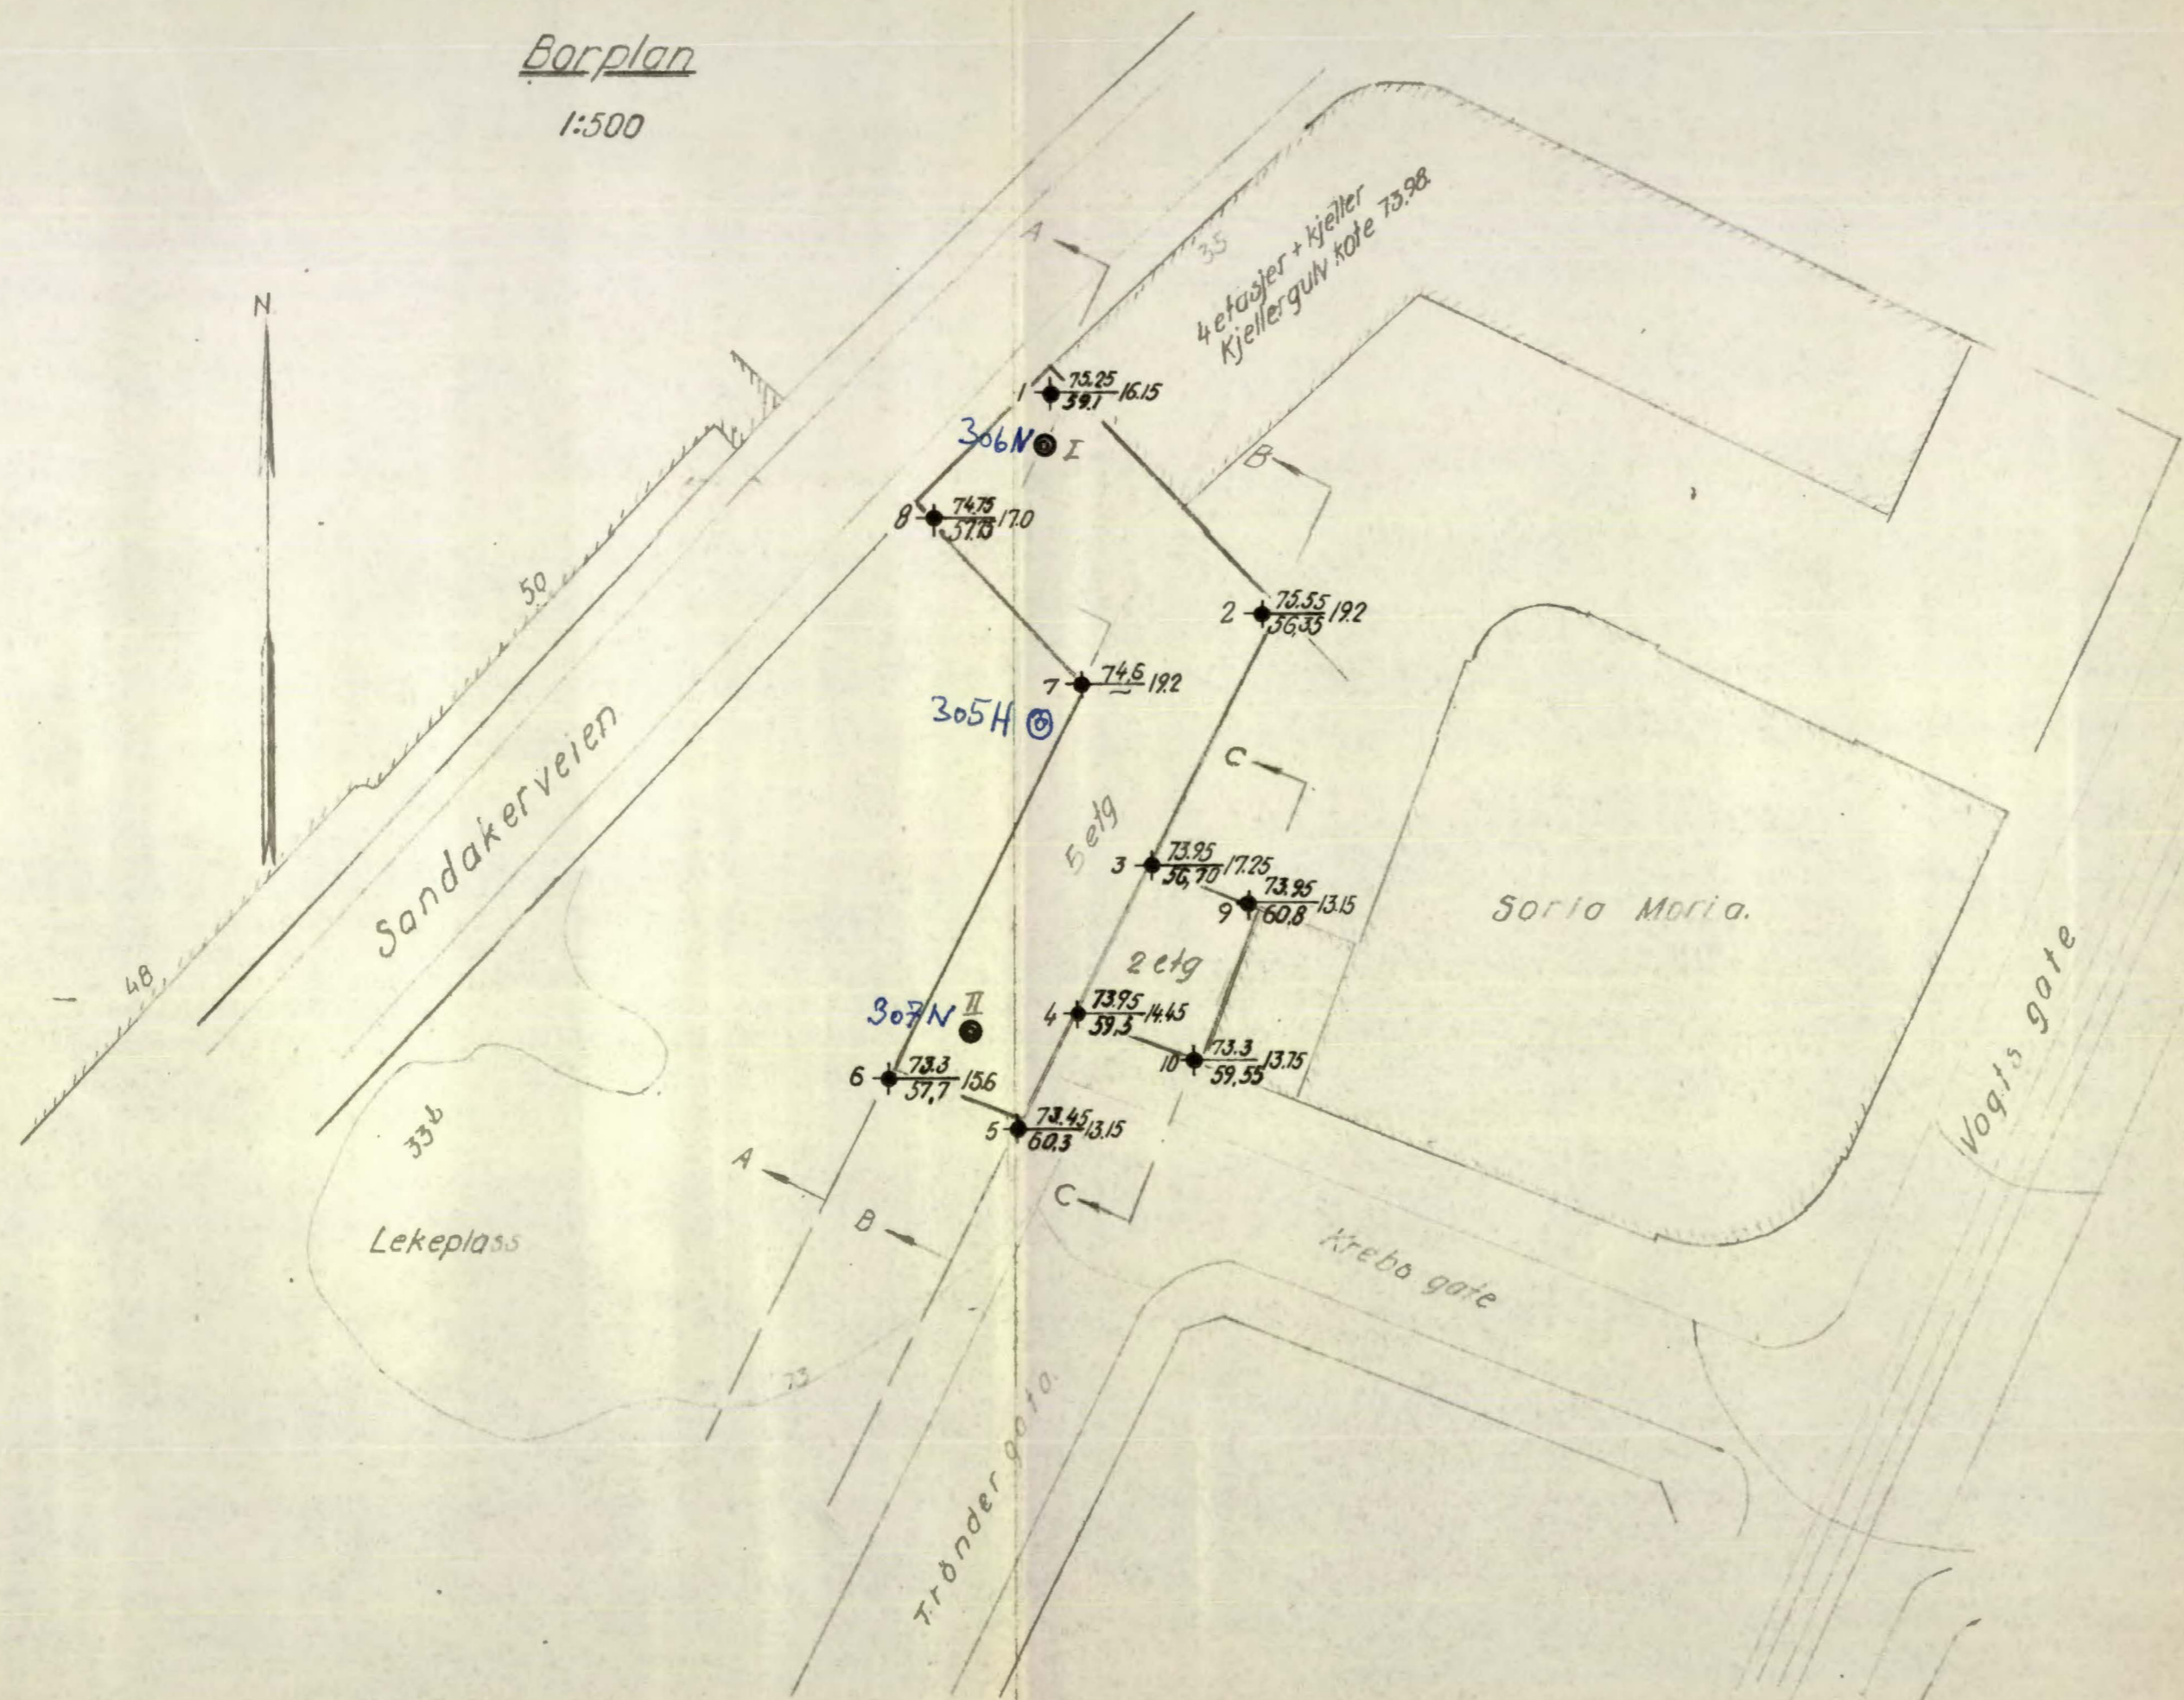 Borplan
1:500
N
A
35
4 etasjer + kjeller
Kjellergulv kote 73.98.
1 75.25 16.15
59.1
306N I
B
8 74.75 17.0
57.75
50
2 75.55 19.2
56,35
7 74,6 19.2
305H
C
Sandakerveien
5 etg
3 73.95 17.25
56,70
73.95 13.15
9 60.8
Soria Moria.
Vogts gate
2 etg
48
307N II
4 73.95 14.45
59,5
10 73.3 13.75
59,55
6 73.3 15.6
57,7
5 73.45 13.15
60,3
33b
A
C
B
Lekeplass
Krebo gate
73
Trönder gata.